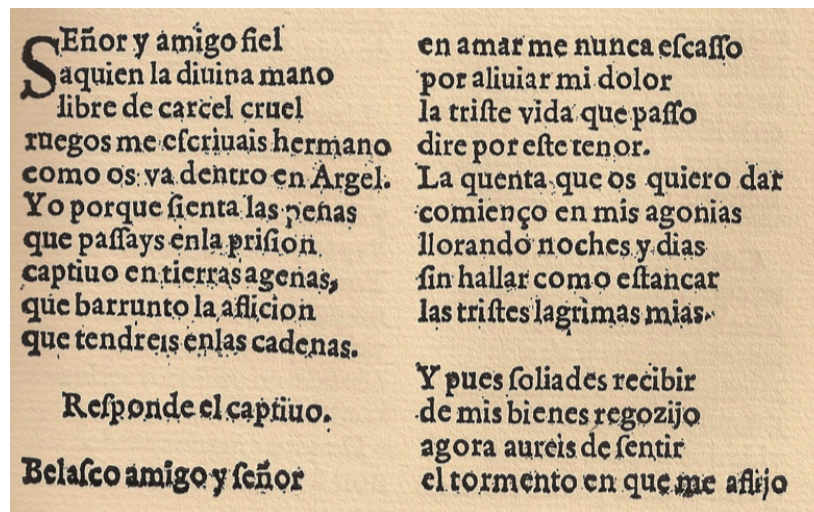 SEñor y amigo fiel
aquien la diuina mano
libre de carcel cruel
ruegos me eſcriuais hermano
como os va dentro en Argel.
Yo porque ſienta las penas
que paſſays enla priſion
captiuo en tierras agenas,
que barrunto la aflicion
que tendreis enlas cadenas.
Reſponde el captiuo.
Belaſco amigo y ſeñor
en amar me nunca eſcaſſo
por aliuiar mi dolor
la triſte vida que paſſo
dire por eſte tenor.
La quenta que os quiero dar
comienço en mis agonias
llorando noches y dias
ſin hallar como eſtancar
las triſtes lagrimas mias.
Y pues ſoliades recibir
de mis bienes regozijo
agora aureis de ſentir
el tormento en que me aflijo